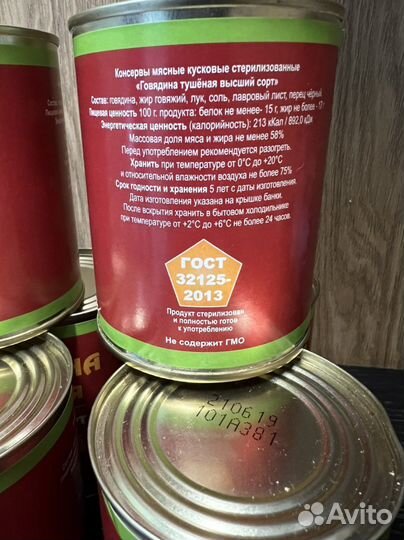 Консервы мясные кусковые стерилизованные
«Говядина тушёная высший сорт»
Состав: говядина, жир говяжий, лук, соль, лавровый лист, перец чёрный.
Пищевая ценность 100 г. продукта: белок не менее- 15 г, жир не более - 17 г
Энергетическая ценность (калорийность): 213 кКал / 892,0 кДж
Массовая доля мяса и жира не менее 58%
Перед употреблением рекомендуется разогреть.
Хранить при температуре от 0°С до +20°С
и относительной влажности воздуха не более 75%
Срок годности и хранения 5 лет с даты изготовления.
Дата изготовления указана на крышке банки.
После вскрытия хранить в бытовом холодильнике
при температуре от +2°С до +6°С не более 24 часов.
ГОСТ
32125-
2013
Продукт стерилизован
и полностью готов
к употреблению
Не содержит ГМО
210619
101А381
Avito